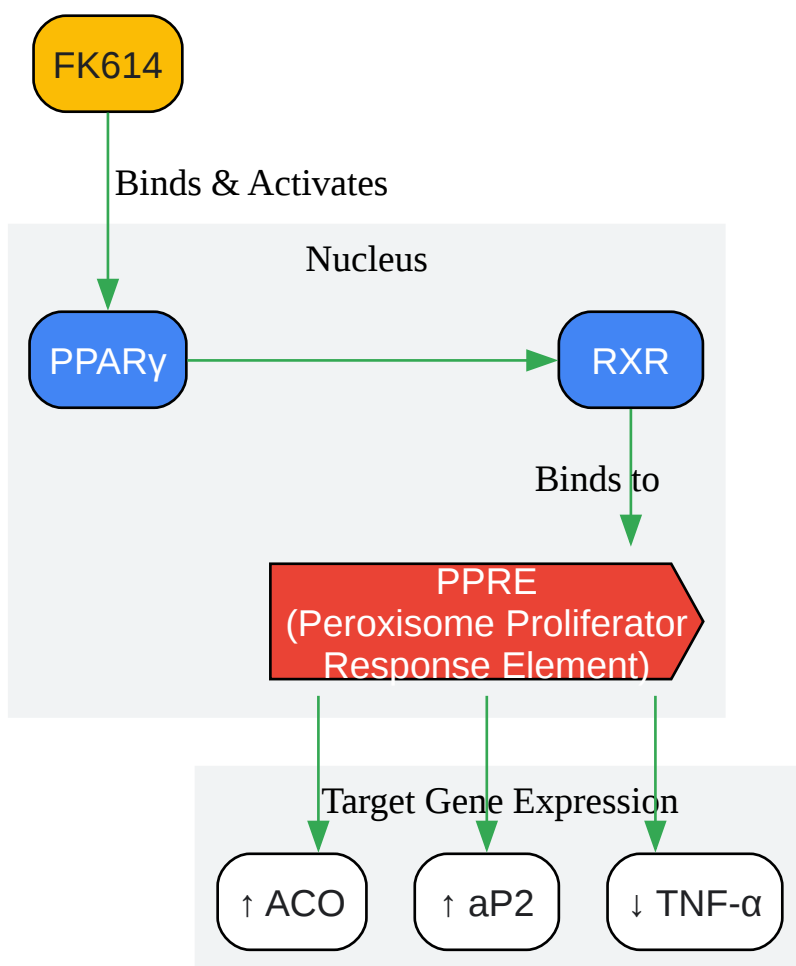 FK614
Binds & Activates
Nucleus
PPARγ
RXR
Binds to
PPRE
(Peroxisome Proliferator
Response Element)
Target Gene Expression
↑ ACO
↑ aP2
↓ TNF-α